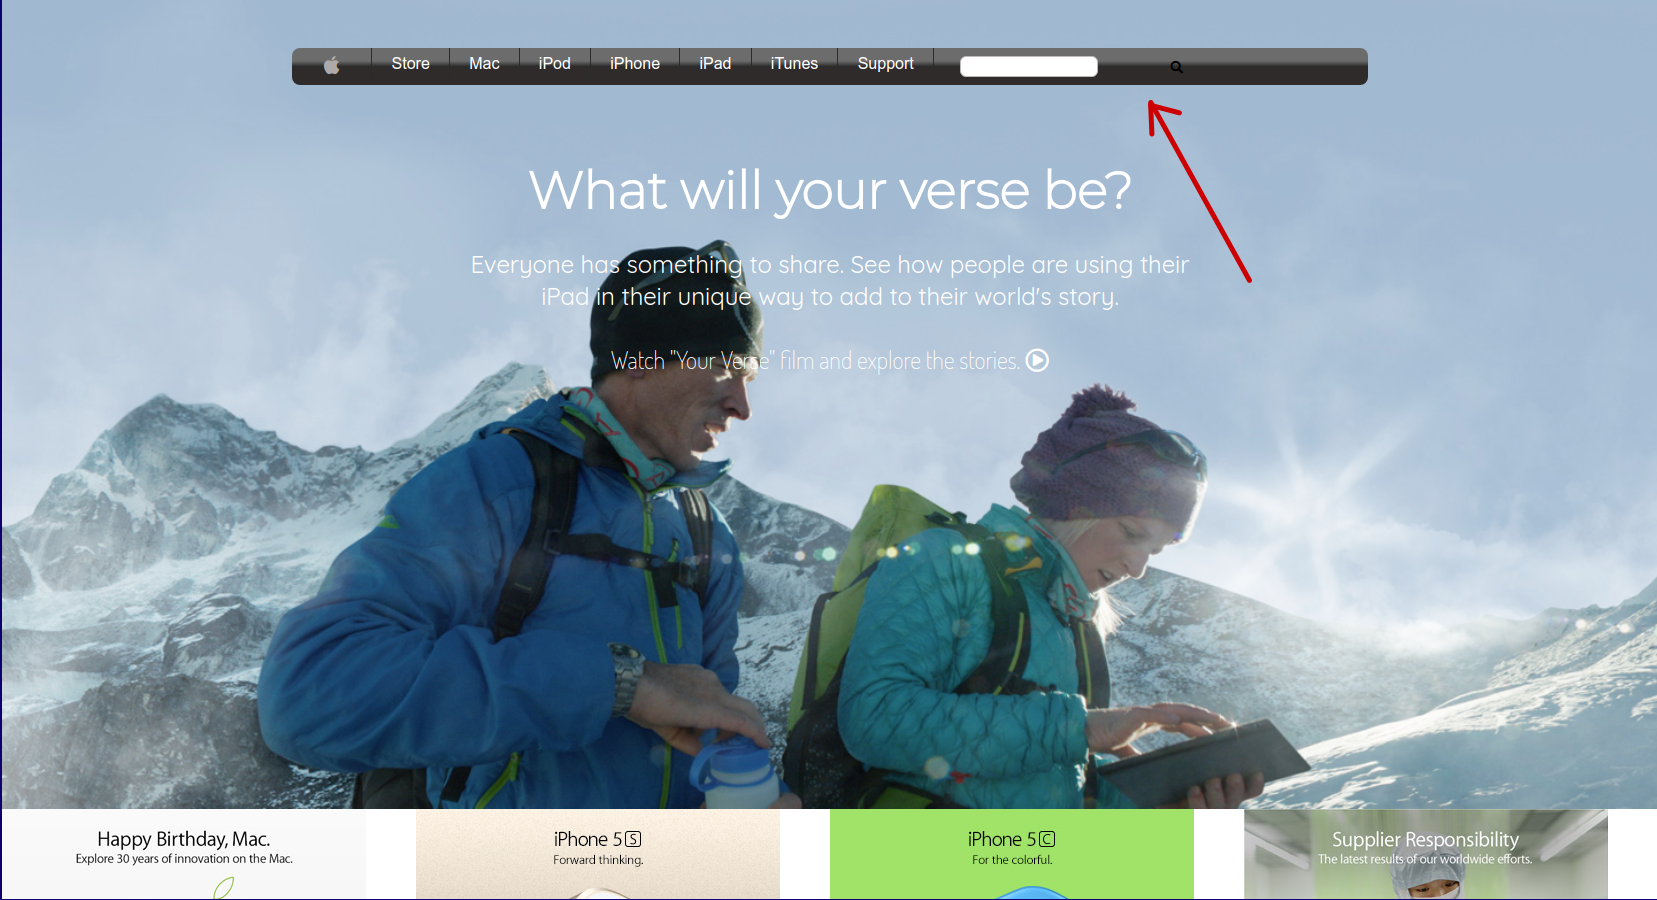 Store Mac iPod iPhone iPad iTunes Support
What will your verse be?
Everyone has something to share. See how people are using their
iPad in their unique way to add to their world's story.
Watch "Your Verse" film and explore the stories.
Happy Birthday, Mac.
Explore 30 years of innovation on the Mac.
iPhone 5S
Forward thinking.
iPhone 5C
For the colorful.
Supplier Responsibility
The latest results of our worldwide efforts.